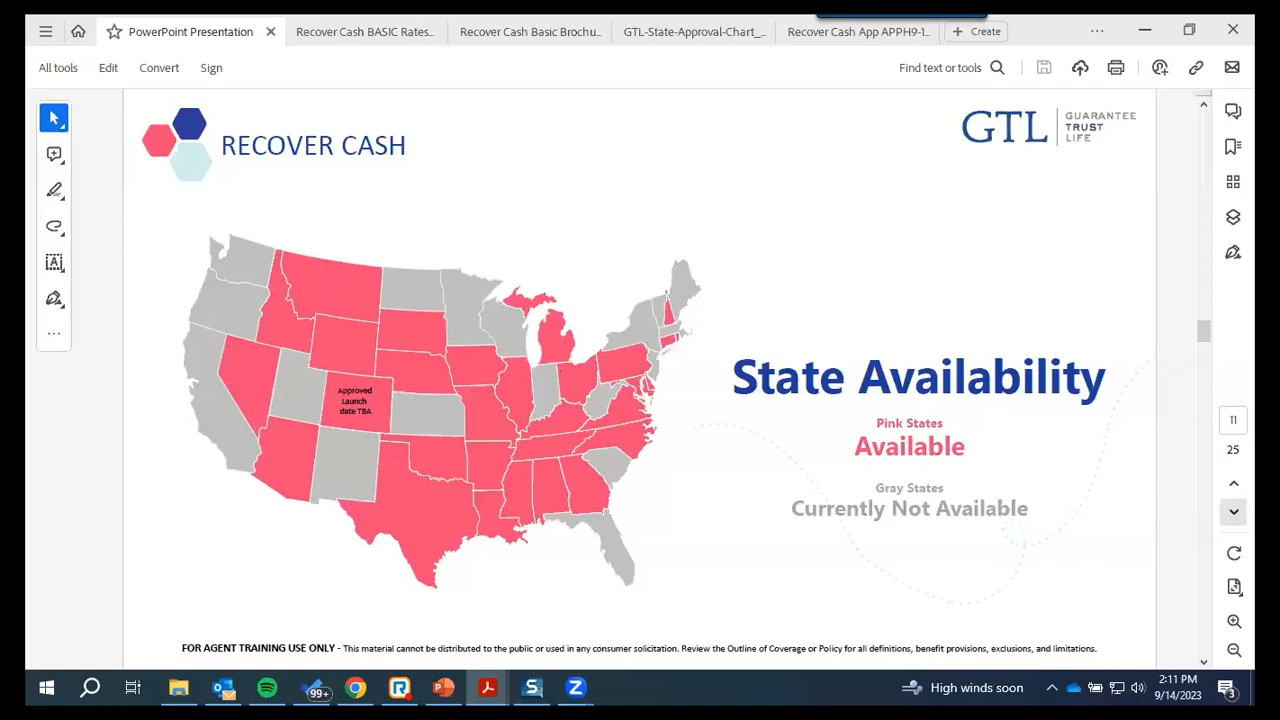 PowerPoint Presentation
Recover Cash BASIC Rates...
Recover Cash Basic Brochu...
GTL-State-Approval-Chart_...
Recover Cash App APPH9-1...
Create
All tools
Edit
Convert
Sign
Find text or tools
RECOVER CASH
GTL
GUARANTEE
TRUST
LIFE
Approved
Launch
date TBA.
State Availability
Pink States
Available
Gray States
Currently Not Available
11
25
FOR AGENT TRAINING USE ONLY - This material cannot be distributed to the public or used in any consumer solicitation. Review the Outline of Coverage or Policy for all definitions, benefit provisions, exclusions, and limitations.
99+
High winds soon
2:11 PM
9/14/2023
3